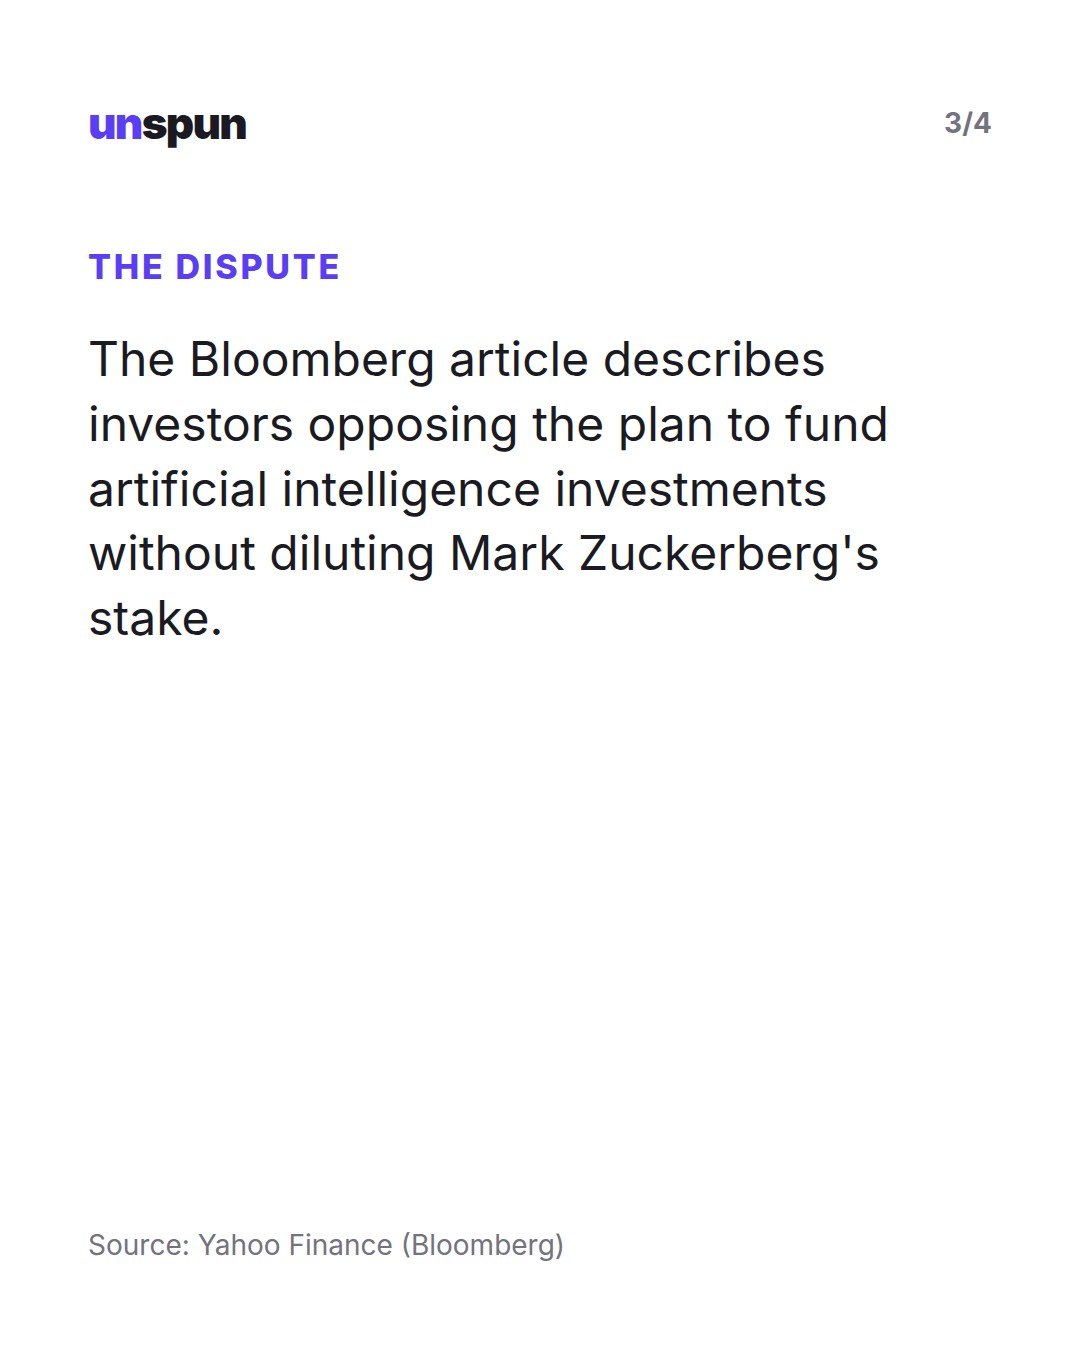 unspun
3/4
THE DISPUTE
The Bloomberg article describes
investors opposing the plan to fund
artificial intelligence investments
without diluting Mark Zuckerberg's
stake.
Source: Yahoo Finance (Bloomberg)